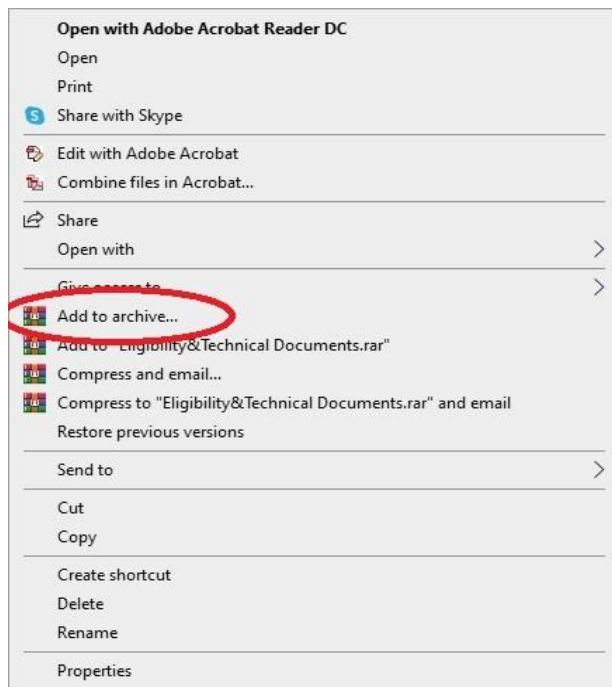 Open with Adobe Acrobat Reader DC
Open
Print
Share with Skype
Edit with Adobe Acrobat
Combine files in Acrobat...
Share
Open with
Give access to
Add to archive...
Add to "Eligibility&Technical Documents.rar"
Compress and email...
Compress to "Eligibility&Technical Documents.rar" and email
Restore previous versions
Send to
Cut
Copy
Create shortcut
Delete
Rename
Properties